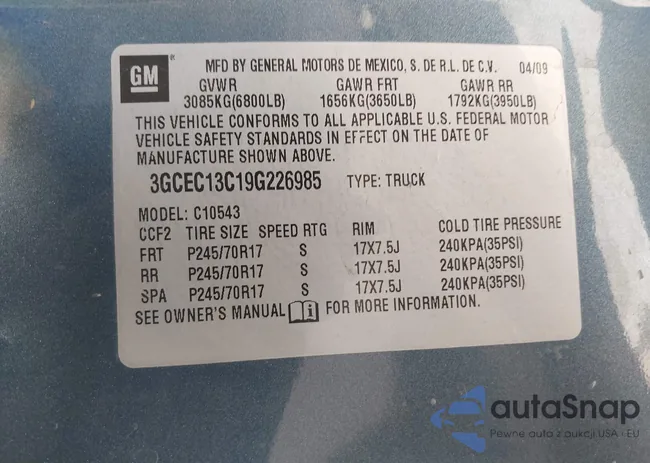 GM
MFD BY GENERAL MOTORS DE MEXICO, S. DE R.L. DE C.V. 04/09
GVWR GAWR FRT GAWR RR
3085KG(6800LB) 1656KG(3650LB) 1792KG(3950LB)
THIS VEHICLE CONFORMS TO ALL APPLICABLE U.S. FEDERAL MOTOR
VEHICLE SAFETY STANDARDS IN EFFECT ON THE DATE OF
MANUFACTURE SHOWN ABOVE.
3GCEC13C19G226985 TYPE: TRUCK
MODEL: C10543
CCF2 TIRE SIZE SPEED RTG RIM COLD TIRE PRESSURE
FRT P245/70R17 S 17X7.5J 240KPA(35PSI)
RR P245/70R17 S 17X7.5J 240KPA(35PSI)
SPA P245/70R17 S 17X7.5J 240KPA(35PSI)
SEE OWNER'S MANUAL FOR MORE INFORMATION.
autaSnap
Pewne auta z aukcji USA i EU